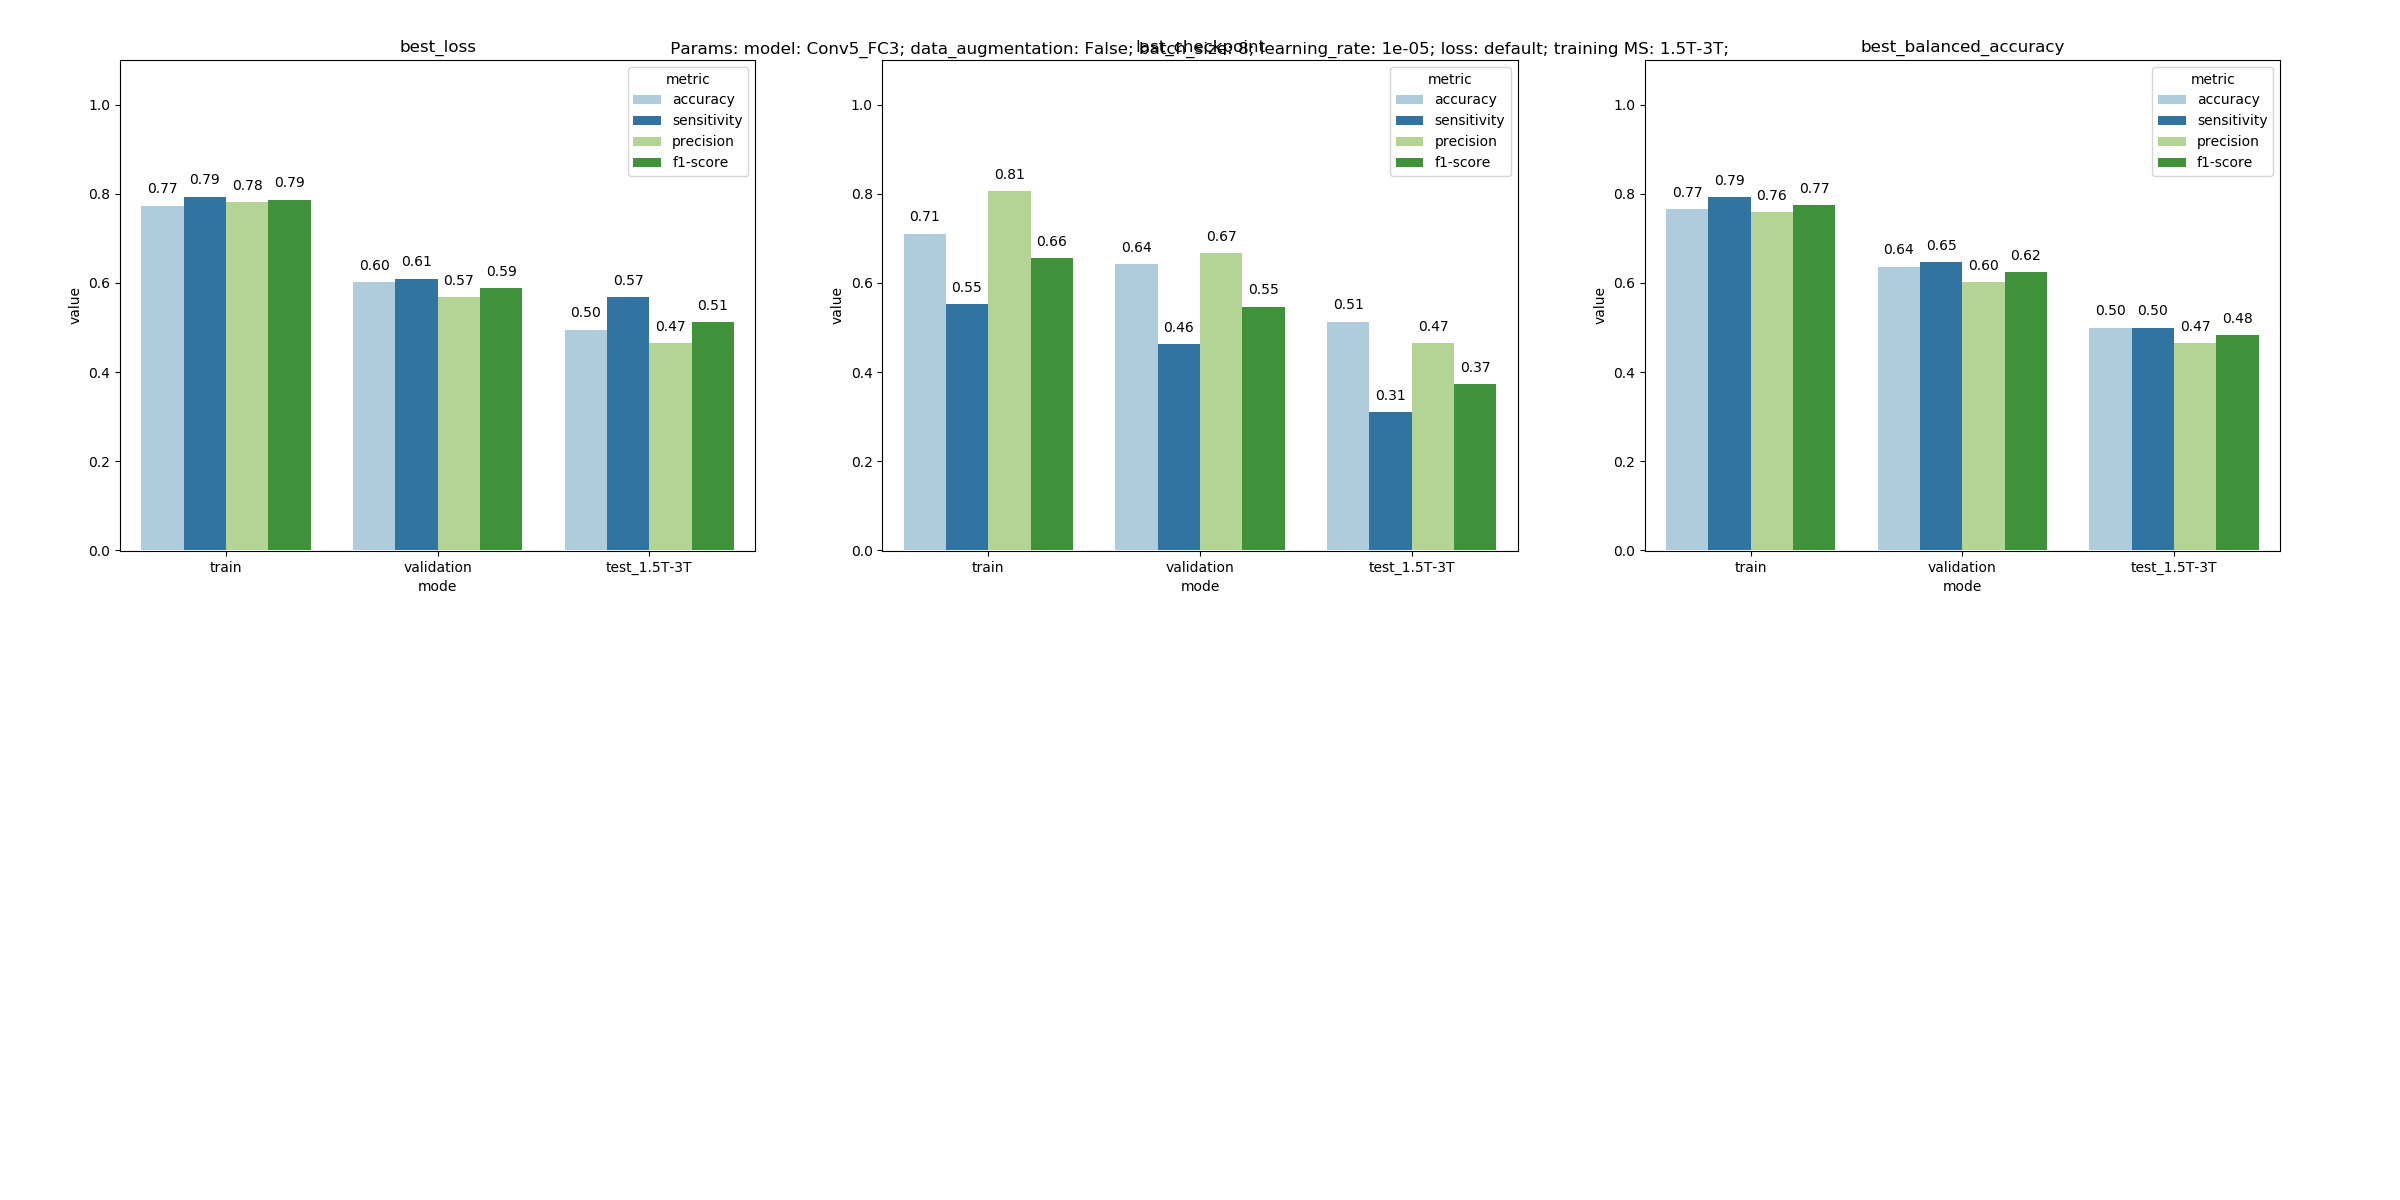 Params: model: Conv5_FC3; data_augmentation: False; batch_size: 8; learning_rate: 1e-05; loss: default; training MS: 1.5T-3T;
best_loss
metric
accuracy
sensitivity
precision
f1-score
1.0
0.8
0.6
0.4
0.2
0.0
value
0.77 0.79 0.78 0.79
0.60 0.61 0.57 0.59
0.50 0.57 0.47 0.51
train validation test_1.5T-3T
mode
last_checkpoint
metric
accuracy
sensitivity
precision
f1-score
1.0
0.8
0.6
0.4
0.2
0.0
value
0.71 0.55 0.81 0.66
0.64 0.46 0.67 0.55
0.51 0.31 0.47 0.37
train validation test_1.5T-3T
mode
best_balanced_accuracy
metric
accuracy
sensitivity
precision
f1-score
1.0
0.8
0.6
0.4
0.2
0.0
value
0.77 0.79 0.76 0.77
0.64 0.65 0.60 0.62
0.50 0.50 0.47 0.48
train validation test_1.5T-3T
mode